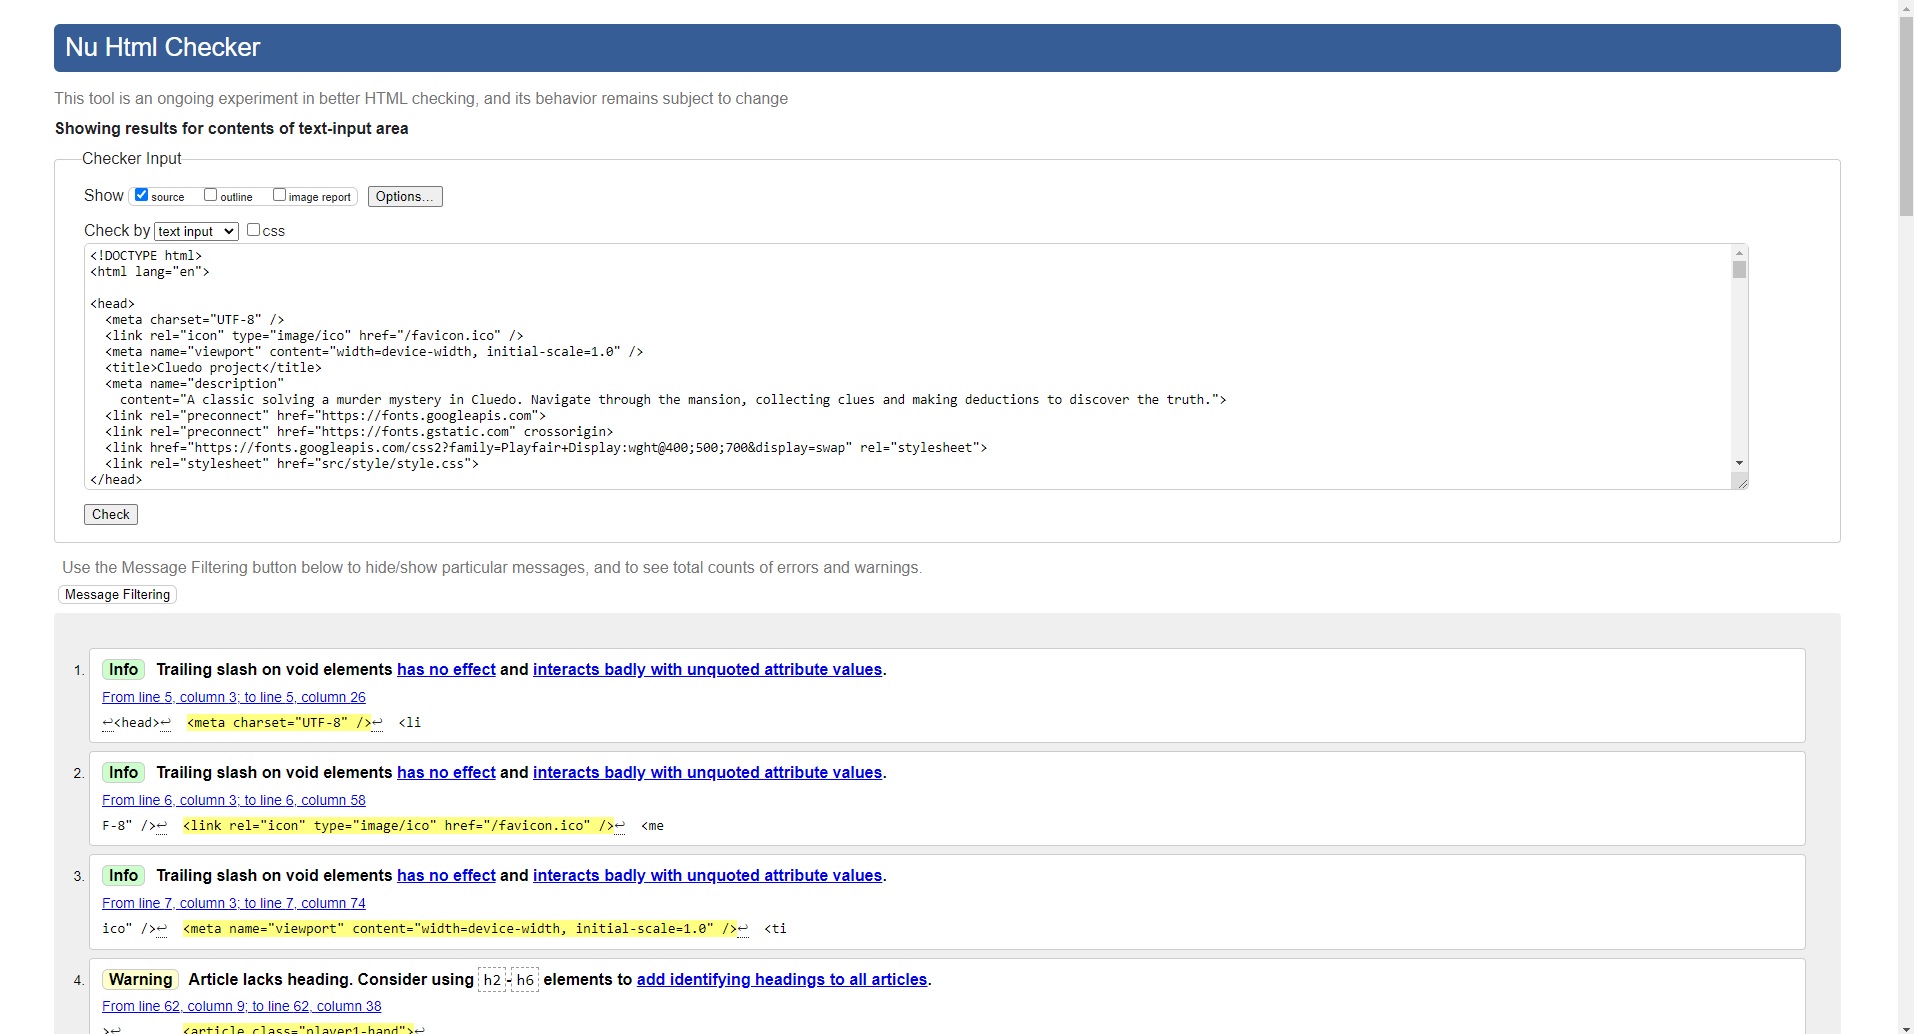 Nu Html Checker
This tool is an ongoing experiment in better HTML checking, and its behavior remains subject to change
Showing results for contents of text-input area
Checker Input
Show source outline image report Options...
Check by text input css
<!DOCTYPE html>
<html lang="en">
<head>
<meta charset="UTF-8" />
<link rel="icon" type="image/ico" href="/favicon.ico" />
<meta name="viewport" content="width=device-width, initial-scale=1.0" />
<title>Cluedo project</title>
<meta name="description"
content="A classic solving a murder mystery in Cluedo. Navigate through the mansion, collecting clues and making deductions to discover the truth.">
<link rel="preconnect" href="https://fonts.googleapis.com">
<link rel="preconnect" href="https://fonts.gstatic.com" crossorigin>
<link href="https://fonts.googleapis.com/css2?family=Playfair+Display:wght@400;500;700&display=swap" rel="stylesheet">
<link rel="stylesheet" href="src/style/style.css">
</head>
Check
Use the Message Filtering button below to hide/show particular messages, and to see total counts of errors and warnings.
Message Filtering
1. Info Trailing slash on void elements has no effect and interacts badly with unquoted attribute values.
From line 5, column 3; to line 5, column 26
↩<head>↩ <meta charset="UTF-8" />↩ <li
2. Info Trailing slash on void elements has no effect and interacts badly with unquoted attribute values.
From line 6, column 3; to line 6, column 58
F-8" />↩ <link rel="icon" type="image/ico" href="/favicon.ico" />↩ <me
3. Info Trailing slash on void elements has no effect and interacts badly with unquoted attribute values.
From line 7, column 3; to line 7, column 74
ico" />↩ <meta name="viewport" content="width=device-width, initial-scale=1.0" />↩ <ti
4. Warning Article lacks heading. Consider using h2-h6 elements to add identifying headings to all articles.
From line 62, column 9; to line 62, column 38
>↩ <article class="player1-hand">↩